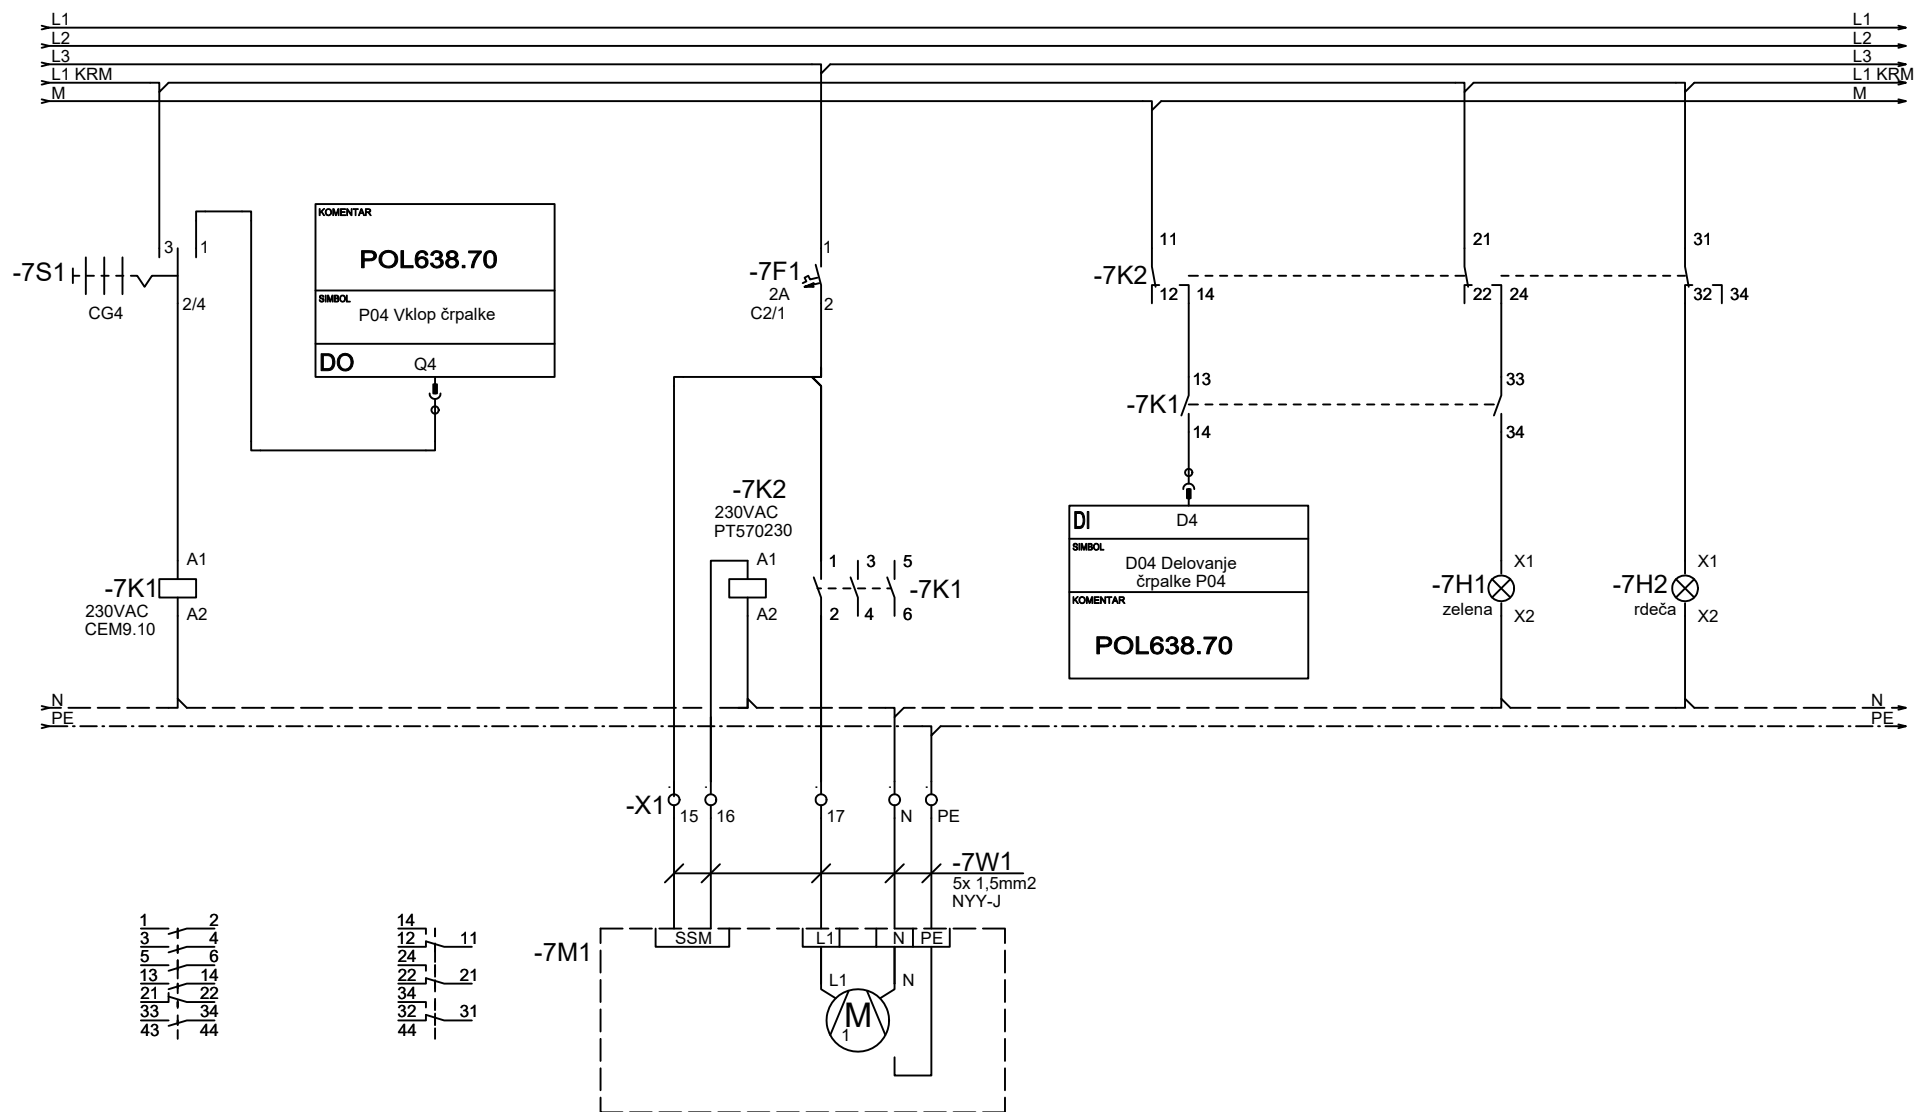 L1 L1
L2 L2
L3 L3
L1 KRM L1 KRM
M M
KOMENTAR
POL638.70
SIMBOL
P04 Vklop črpalke
DO Q4
3 1
-7S1
CG4
2/4
1
-7F1
2A
C2/1
2
11 21 31
-7K2
12 14 22 24 32 34
13 33
-7K1
14 34
-7K2
230VAC
PT570230
A1
A2
A1
-7K1
230VAC
CEM9.10
A2
1 3 5
-7K1
2 4 6
DI D4
SIMBOL
D04 Delovanje
črpalke P04
KOMENTAR
POL638.70
X1
-7H1
zelena
X2
X1
-7H2
rdeča
X2
N N
PE PE
-X1 15 16 17 N PE
-7W1
5x 1,5mm2
NYY-J
-7M1
SSM L1 N PE
L1 N
M
1
1 2
3 4
5 6
13 14
21 22
33 34
43 44
14
12 11
24
22 21
34
32 31
44